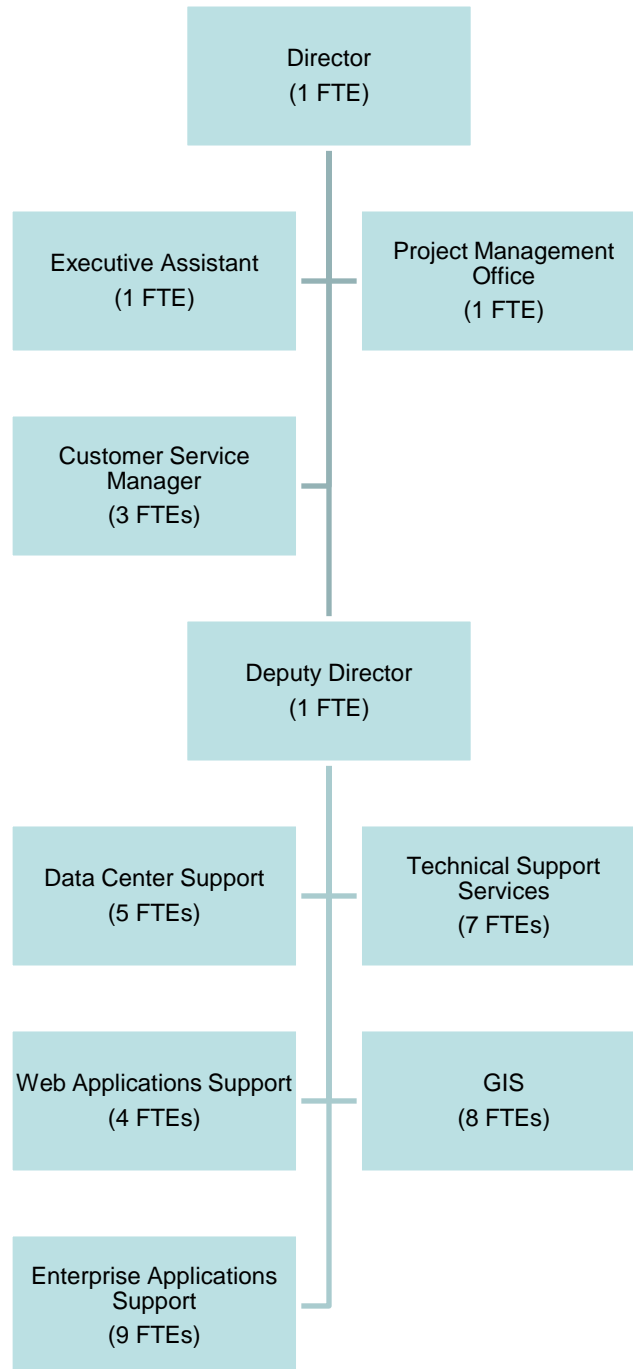 Director
(1 FTE)
Executive Assistant
(1 FTE)
Project Management
Office
(1 FTE)
Customer Service
Manager
(3 FTEs)
Deputy Director
(1 FTE)
Data Center Support
(5 FTEs)
Technical Support
Services
(7 FTEs)
Web Applications Support
(4 FTEs)
GIS
(8 FTEs)
Enterprise Applications
Support
(9 FTEs)